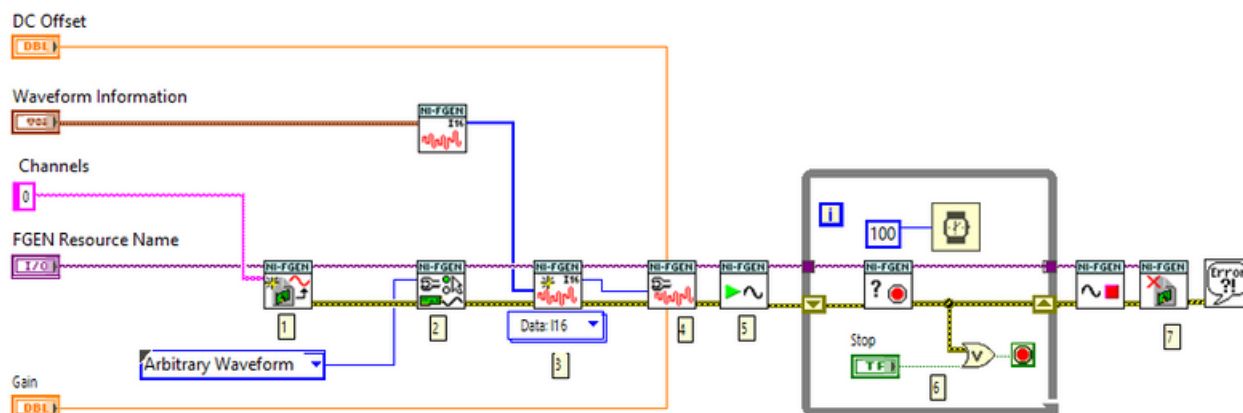 DC Offset
DBL
Waveform Information
NI-FGEN
I16
Channels
0
FGEN Resource Name
I/O
i
100
NI-FGEN
NI-FGEN
NI-FGEN
I16
NI-FGEN
NI-FGEN
NI-FGEN
?
NI-FGEN
NI-FGEN
Error
?!
1
2
Data: I16
3
4
5
Stop
TF
V
6
7
Arbitrary Waveform
Gain
DBL